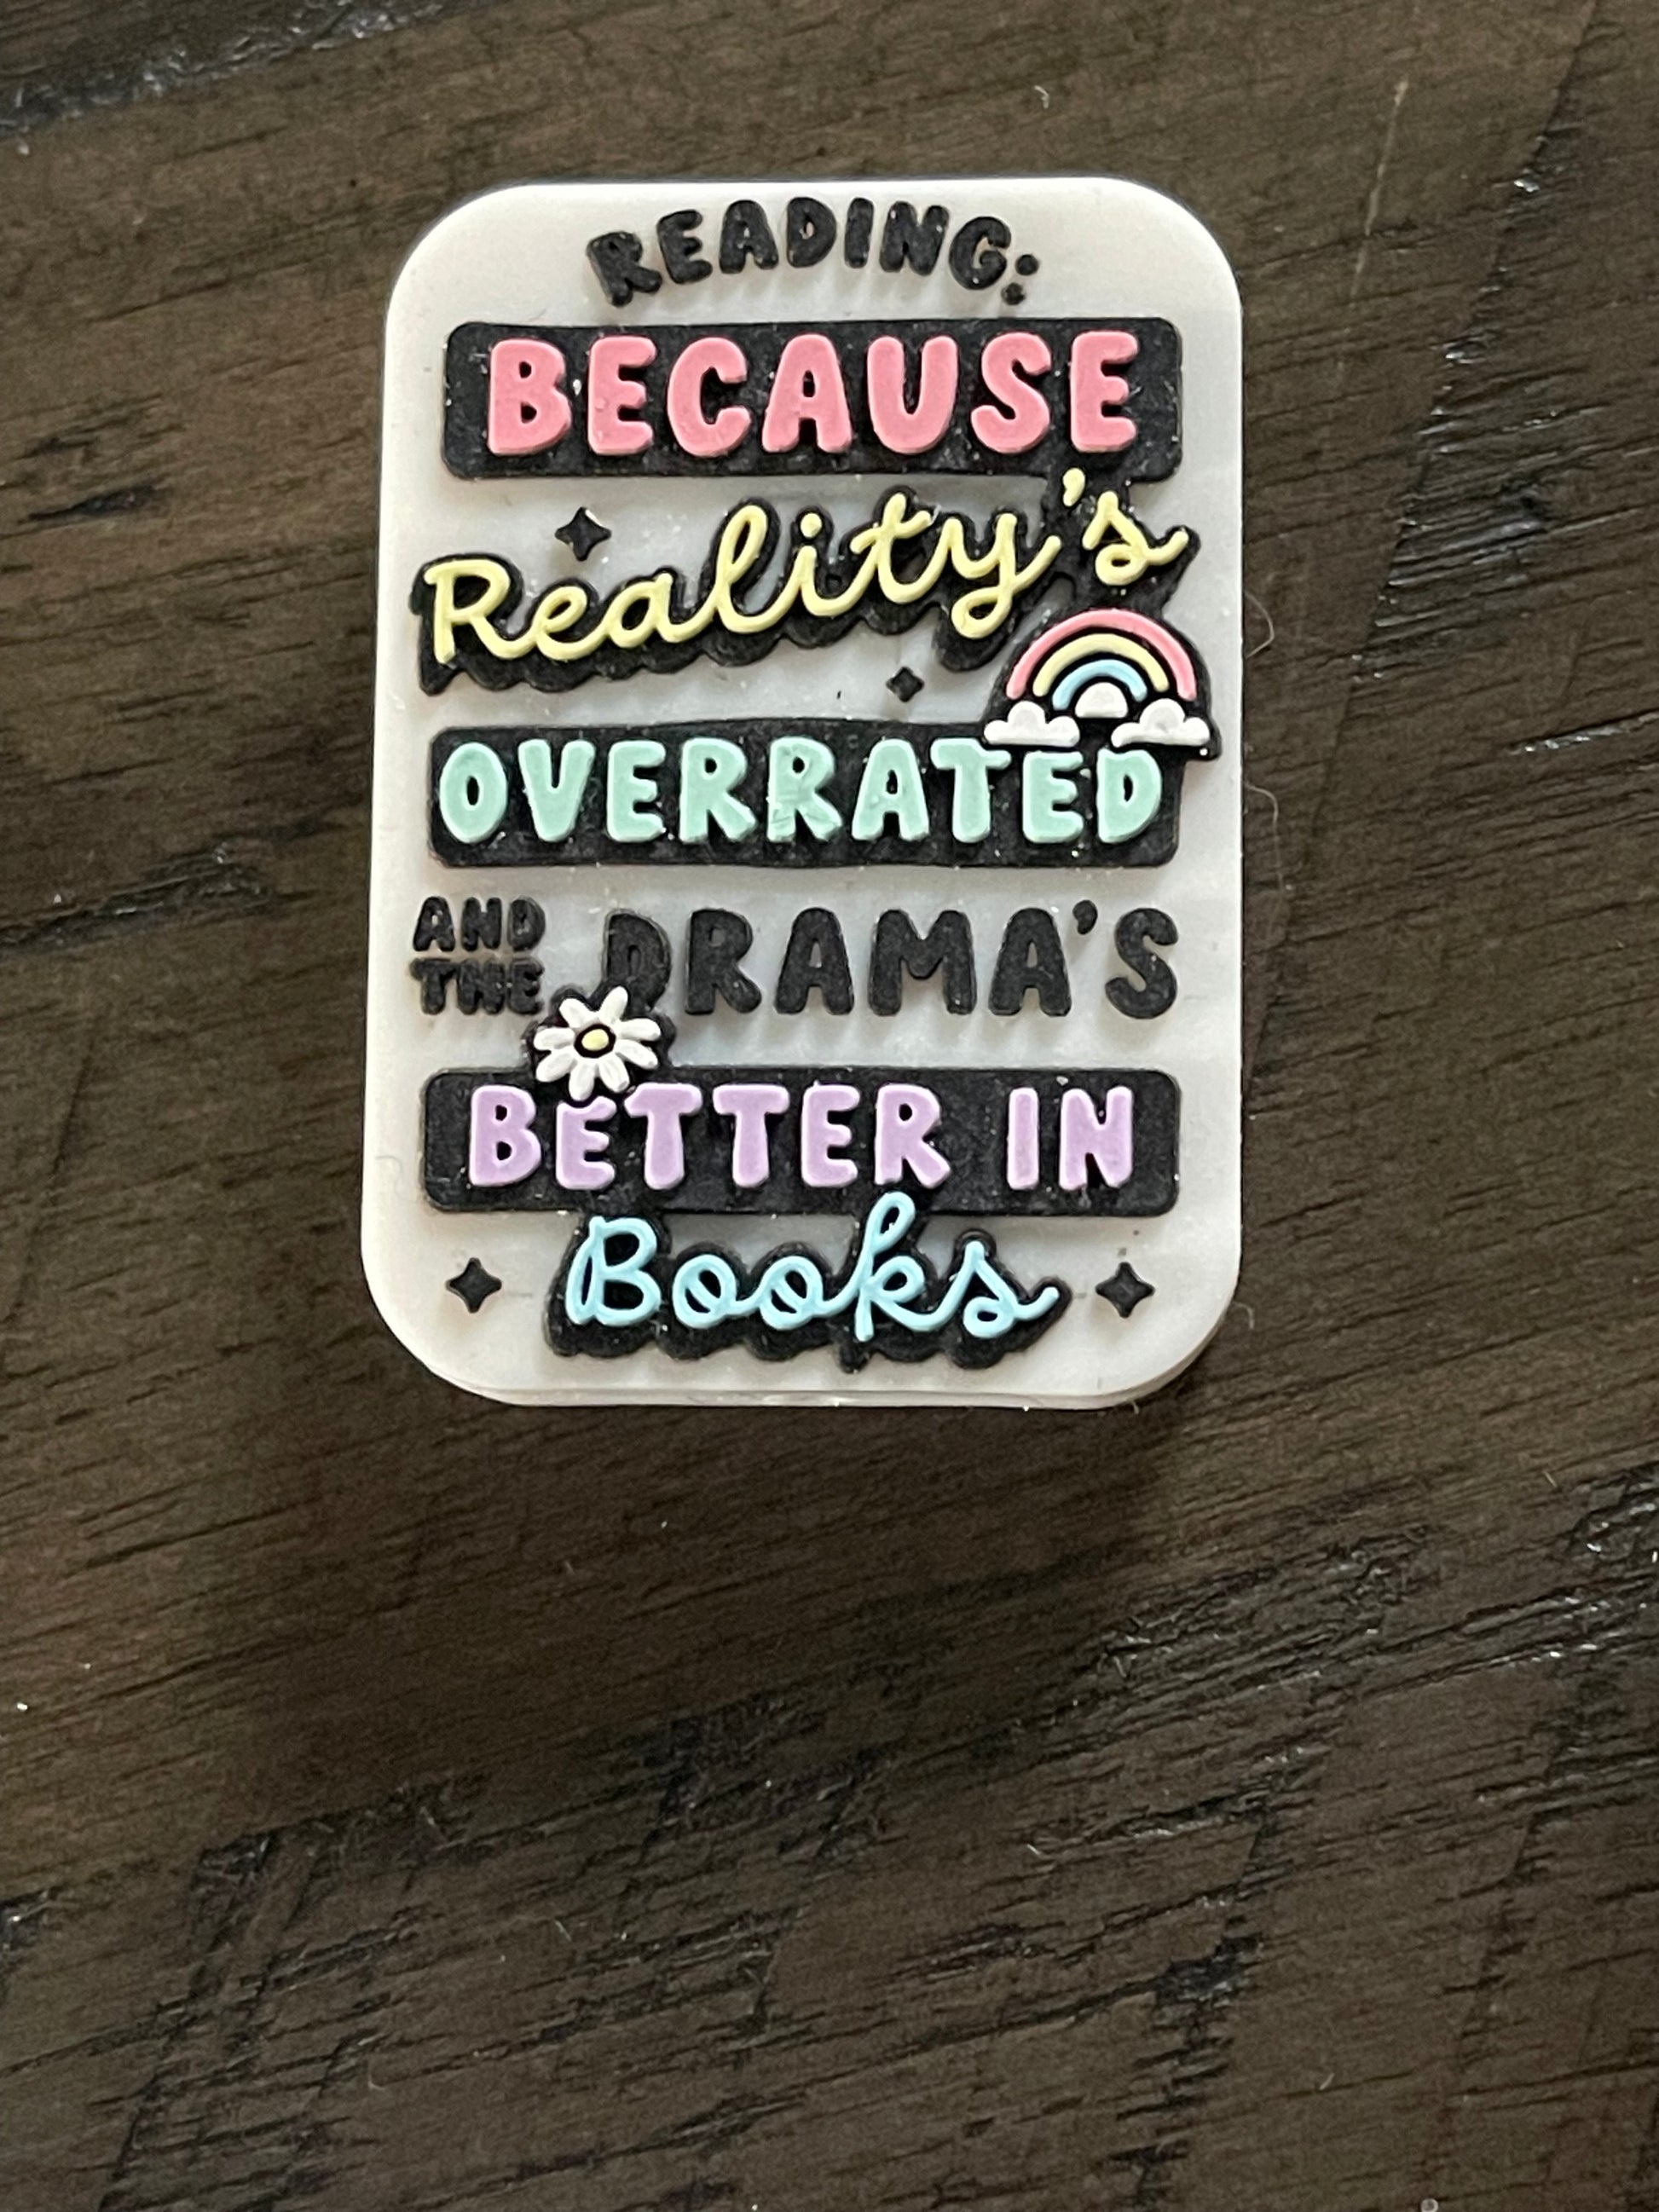 READING:
BECAUSE
Reality's
OVERRATED
AND THE DRAMA'S
BETTER IN
Books